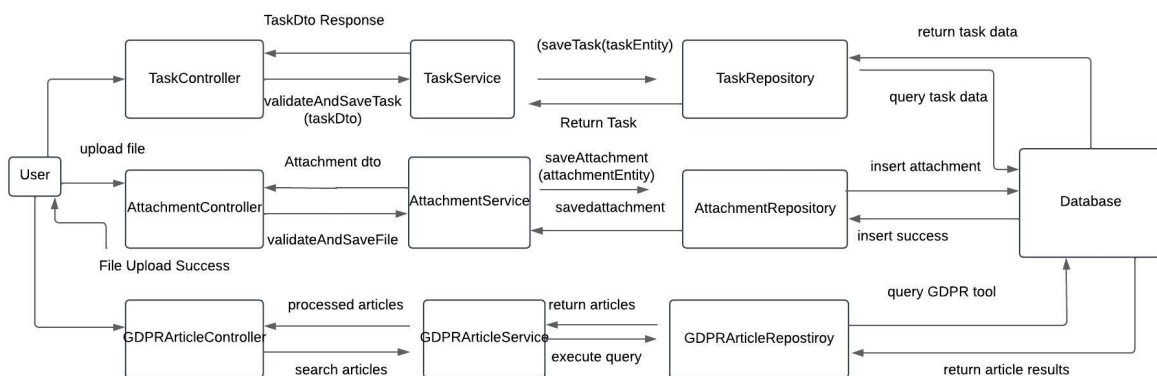 TaskDto Response
return task data
(saveTask(taskEntity)
TaskController
TaskService
TaskRepository
validateAndSaveTask
(taskDto)
query task data
Return Task
upload file
Attachment dto
saveAttachment
(attachmentEntity)
insert attachment
User
AttachmentController
AttachmentService
savedattachment
AttachmentRepository
Database
validateAndSaveFile
insert success
File Upload Success
query GDPR tool
processed articles
return articles
GDPRArticleController
GDPRArticleService
GDPRArticleRepostiroy
execute query
search articles
return article results